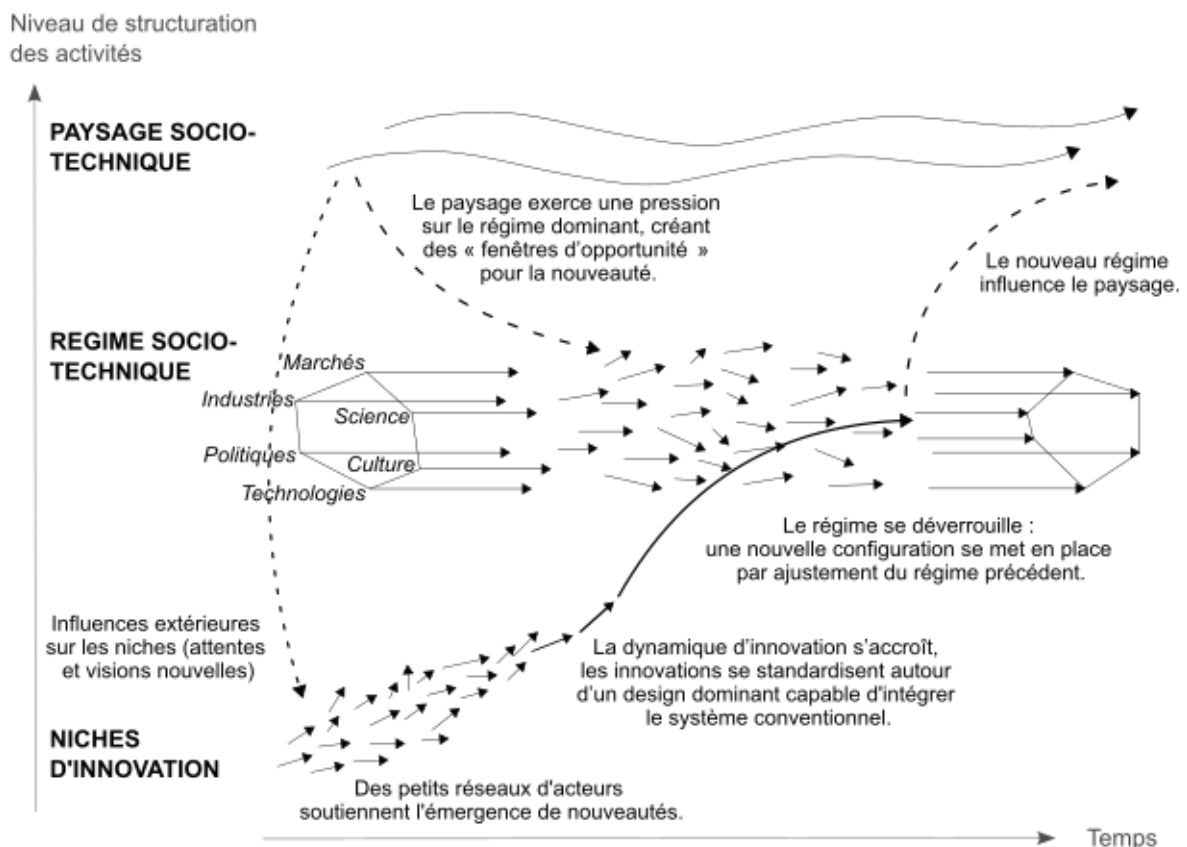 Niveau de structuration
des activités
PAYSAGE SOCIO-
TECHNIQUE
Le paysage exerce une pression
sur le régime dominant, créant
des « fenêtres d'opportunité »
pour la nouveauté.
Le nouveau régime
influence le paysage.
REGIME SOCIO-
TECHNIQUE
Marchés
Industries
Science
Politiques
Culture
Technologies
Le régime se déverrouille :
une nouvelle configuration se met en place
par ajustement du régime précédent.
Influences extérieures
sur les niches (attentes
et visions nouvelles)
La dynamique d'innovation s'accroît,
les innovations se standardisent autour
d'un design dominant capable d'intégrer
le système conventionnel.
NICHES
D'INNOVATION
Des petits réseaux d'acteurs
soutiennent l'émergence de nouveautés.
Temps